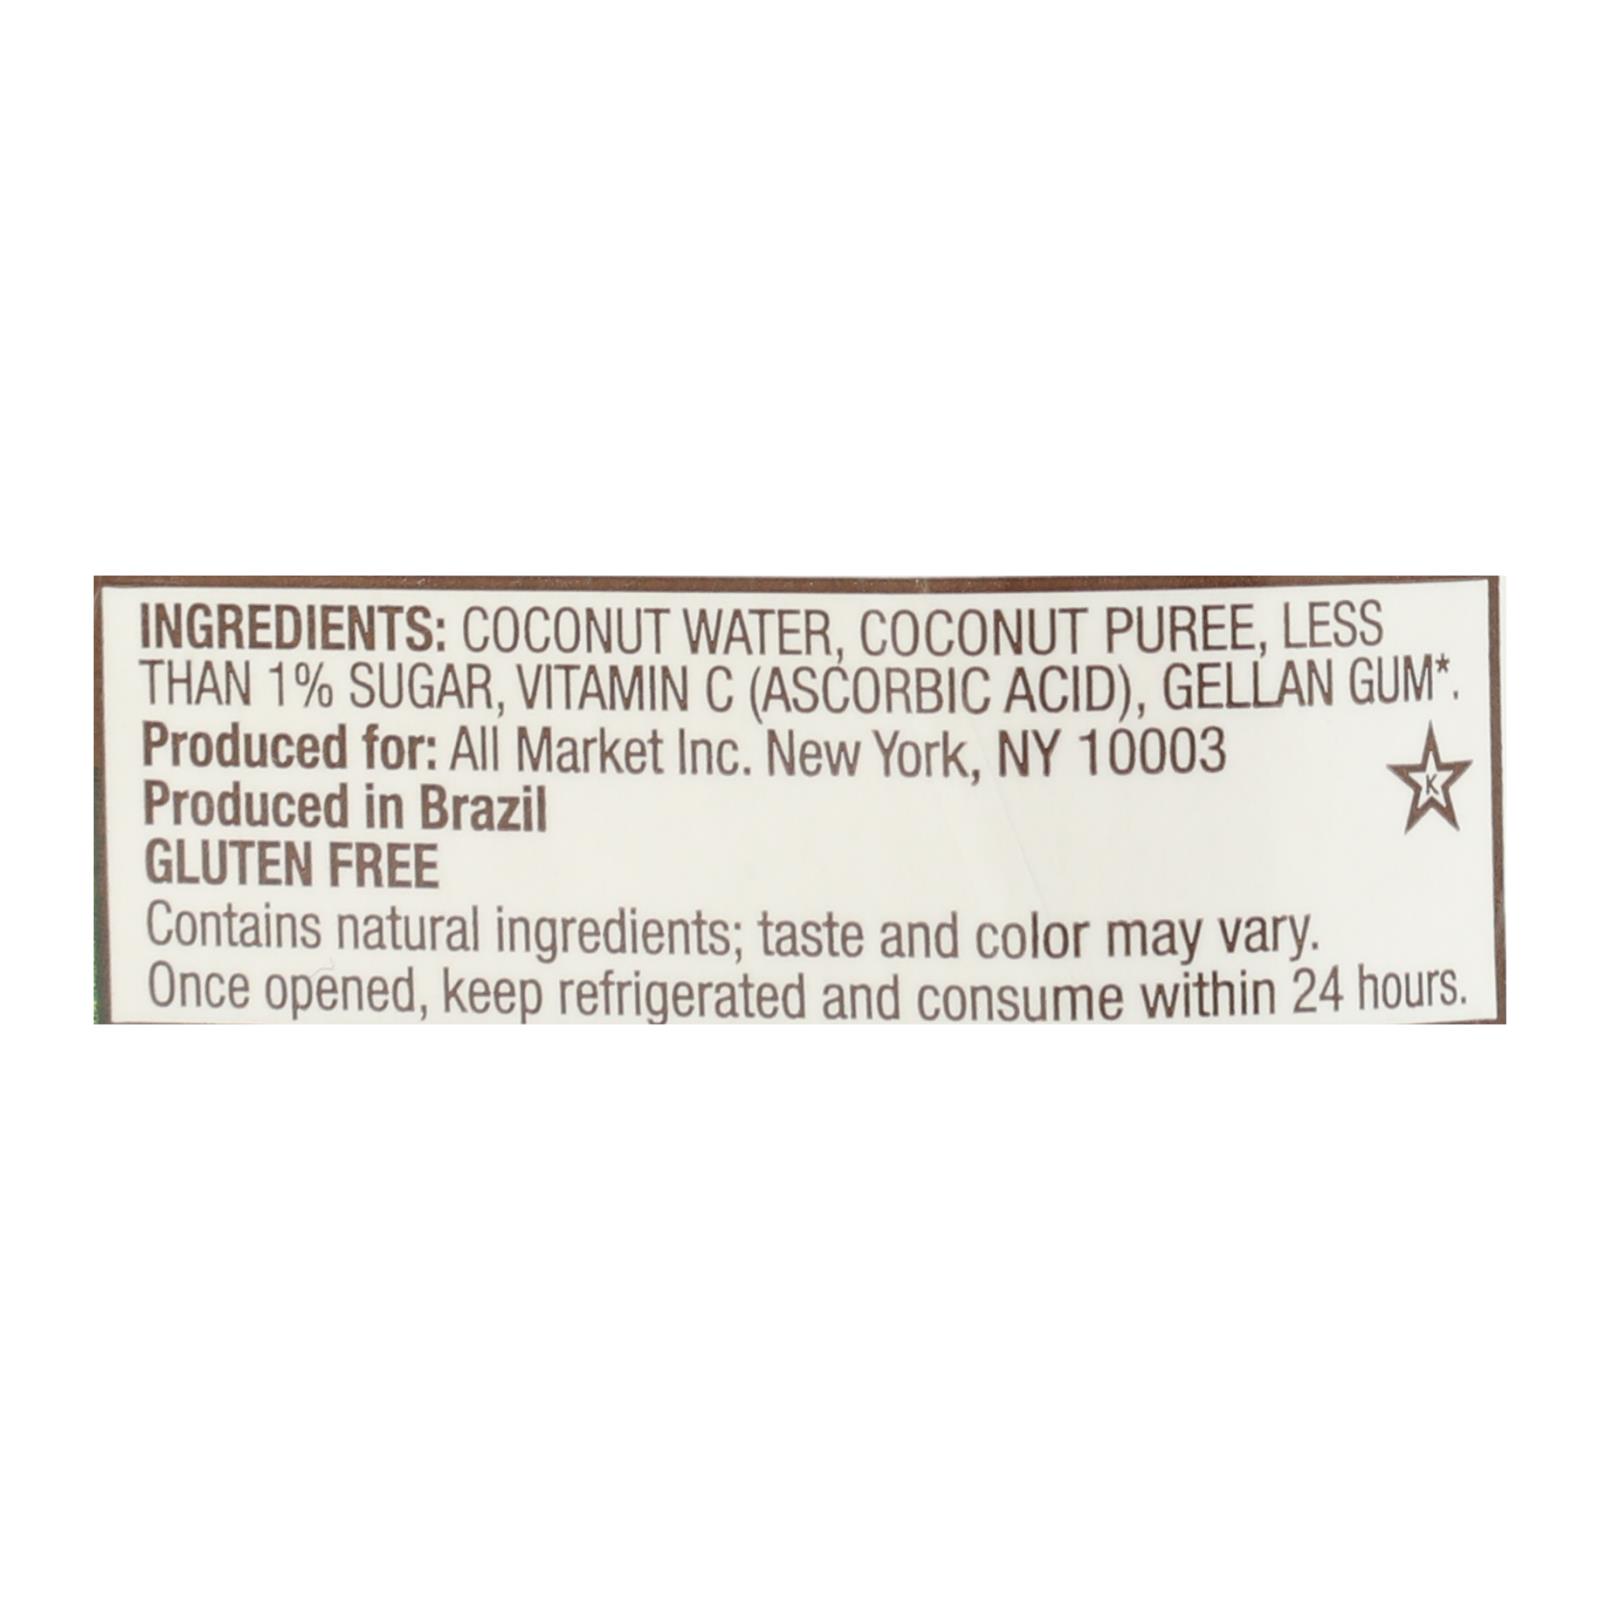 INGREDIENTS: COCONUT WATER, COCONUT PUREE, LESS
THAN 1% SUGAR, VITAMIN C (ASCORBIC ACID), GELLAN GUM*.
Produced for: All Market Inc. New York, NY 10003
Produced in Brazil
K
GLUTEN FREE
Contains natural ingredients; taste and color may vary.
Once opened, keep refrigerated and consume within 24 hours.